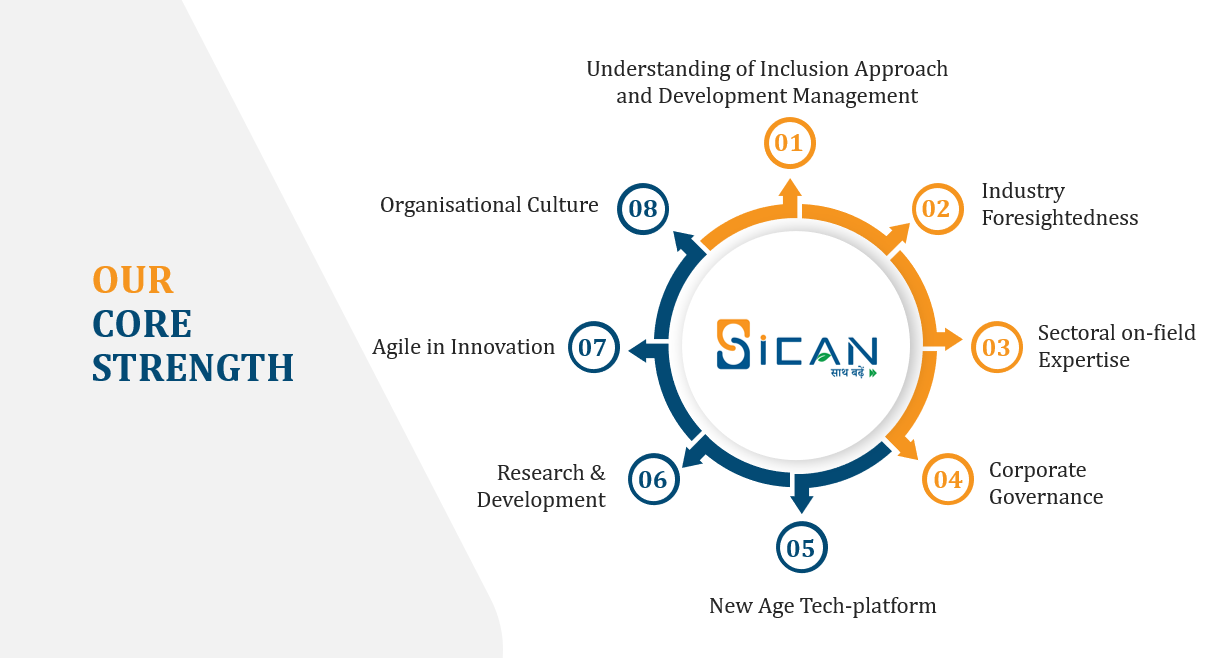 OUR
CORE
STRENGTH
Understanding of Inclusion Approach
and Development Management
01
02
Industry
Foresightedness
03
Sectoral on-field
Expertise
04
Corporate
Governance
05
New Age Tech-platform
06
Research &
Development
07
Agile in Innovation
08
Organisational Culture
SiCAN
साथ बढ़ें